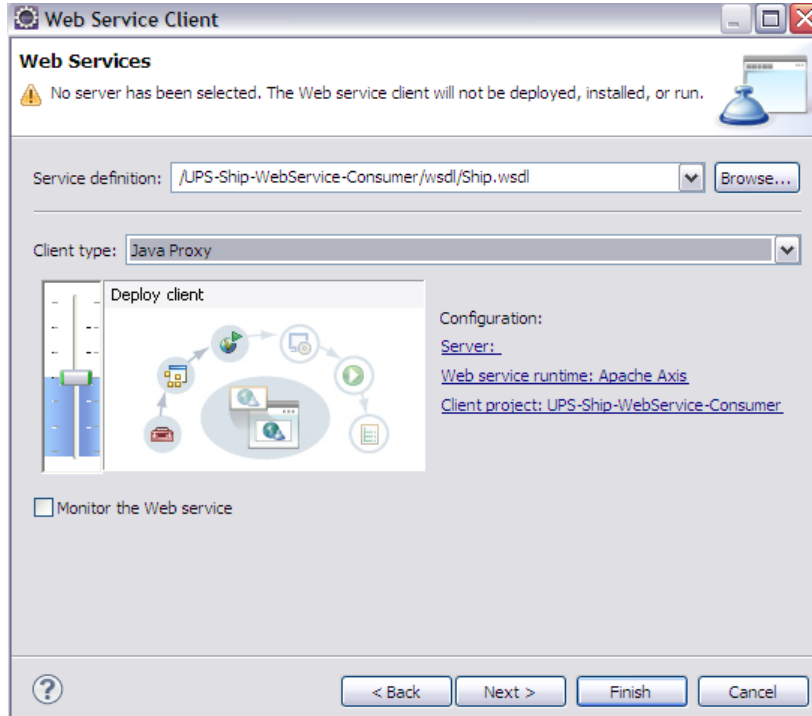 Web Service Client
Web Services
No server has been selected. The Web service client will not be deployed, installed, or run.
Service definition: /UPS-Ship-WebService-Consumer/wsdl/Ship.wsdl Browse...
Client type: Java Proxy
Deploy client
Configuration:
Server:
Web service runtime: Apache Axis
Client project: UPS-Ship-WebService-Consumer
Monitor the Web service
? < Back Next > Finish Cancel